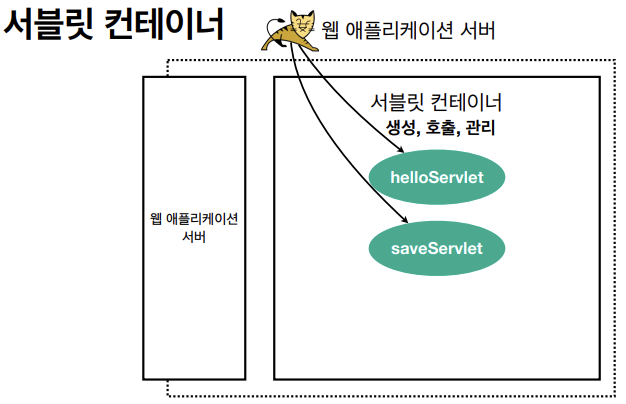 서블릿 컨테이너
웹 애플리케이션 서버
서블릿 컨테이너
생성, 호출, 관리
helloServlet
웹 애플리케이션
서버
saveServlet